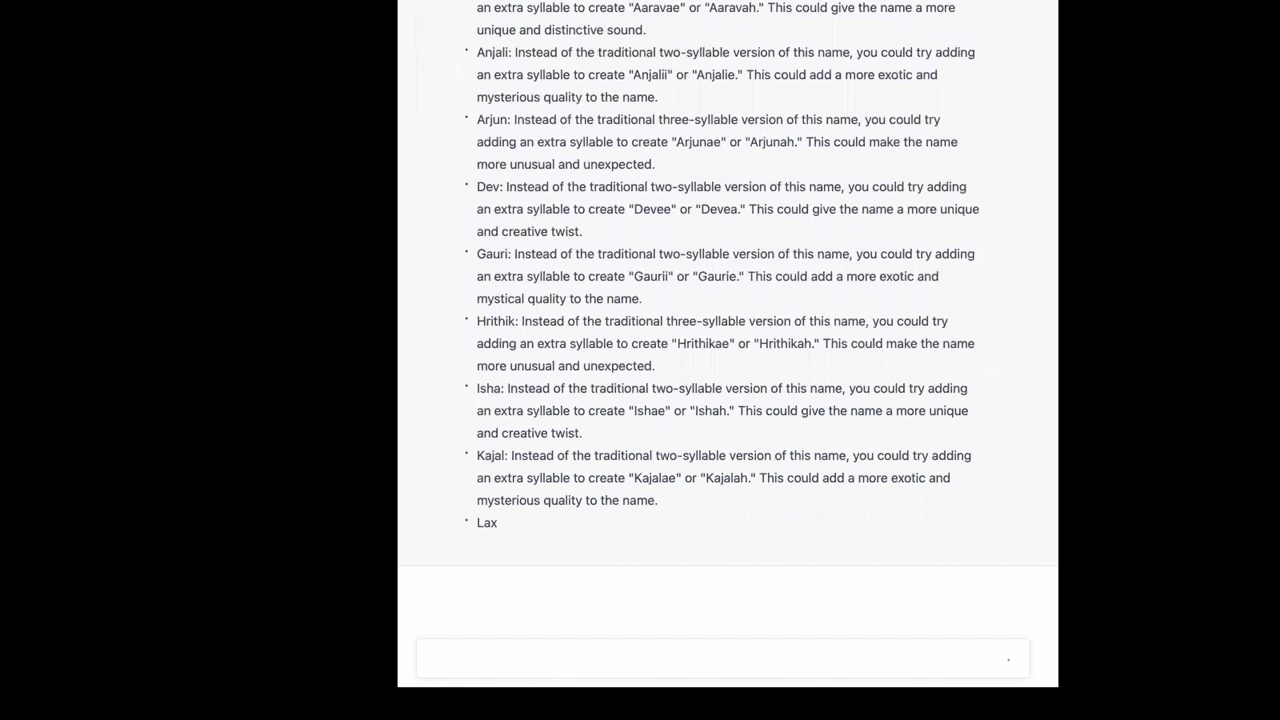 an extra syllable to create "Aaravae" or "Aaravah." This could give the name a more
unique and distinctive sound.
• Anjali: Instead of the traditional two-syllable version of this name, you could try adding
an extra syllable to create "Anjalii" or "Anjalie." This could add a more exotic and
mysterious quality to the name.
• Arjun: Instead of the traditional three-syllable version of this name, you could try
adding an extra syllable to create "Arjunae" or "Arjunah." This could make the name
more unusual and unexpected.
• Dev: Instead of the traditional two-syllable version of this name, you could try adding
an extra syllable to create "Devee" or "Devea." This could give the name a more unique
and creative twist.
• Gauri: Instead of the traditional two-syllable version of this name, you could try adding
an extra syllable to create "Gaurii" or "Gaurie." This could add a more exotic and
mystical quality to the name.
• Hrithik: Instead of the traditional three-syllable version of this name, you could try
adding an extra syllable to create "Hrithikae" or "Hrithikah." This could make the name
more unusual and unexpected.
• Isha: Instead of the traditional two-syllable version of this name, you could try adding
an extra syllable to create "Ishae" or "Ishah." This could give the name a more unique
and creative twist.
• Kajal: Instead of the traditional two-syllable version of this name, you could try adding
an extra syllable to create "Kajalae" or "Kajalah." This could add a more exotic and
mysterious quality to the name.
• Lax